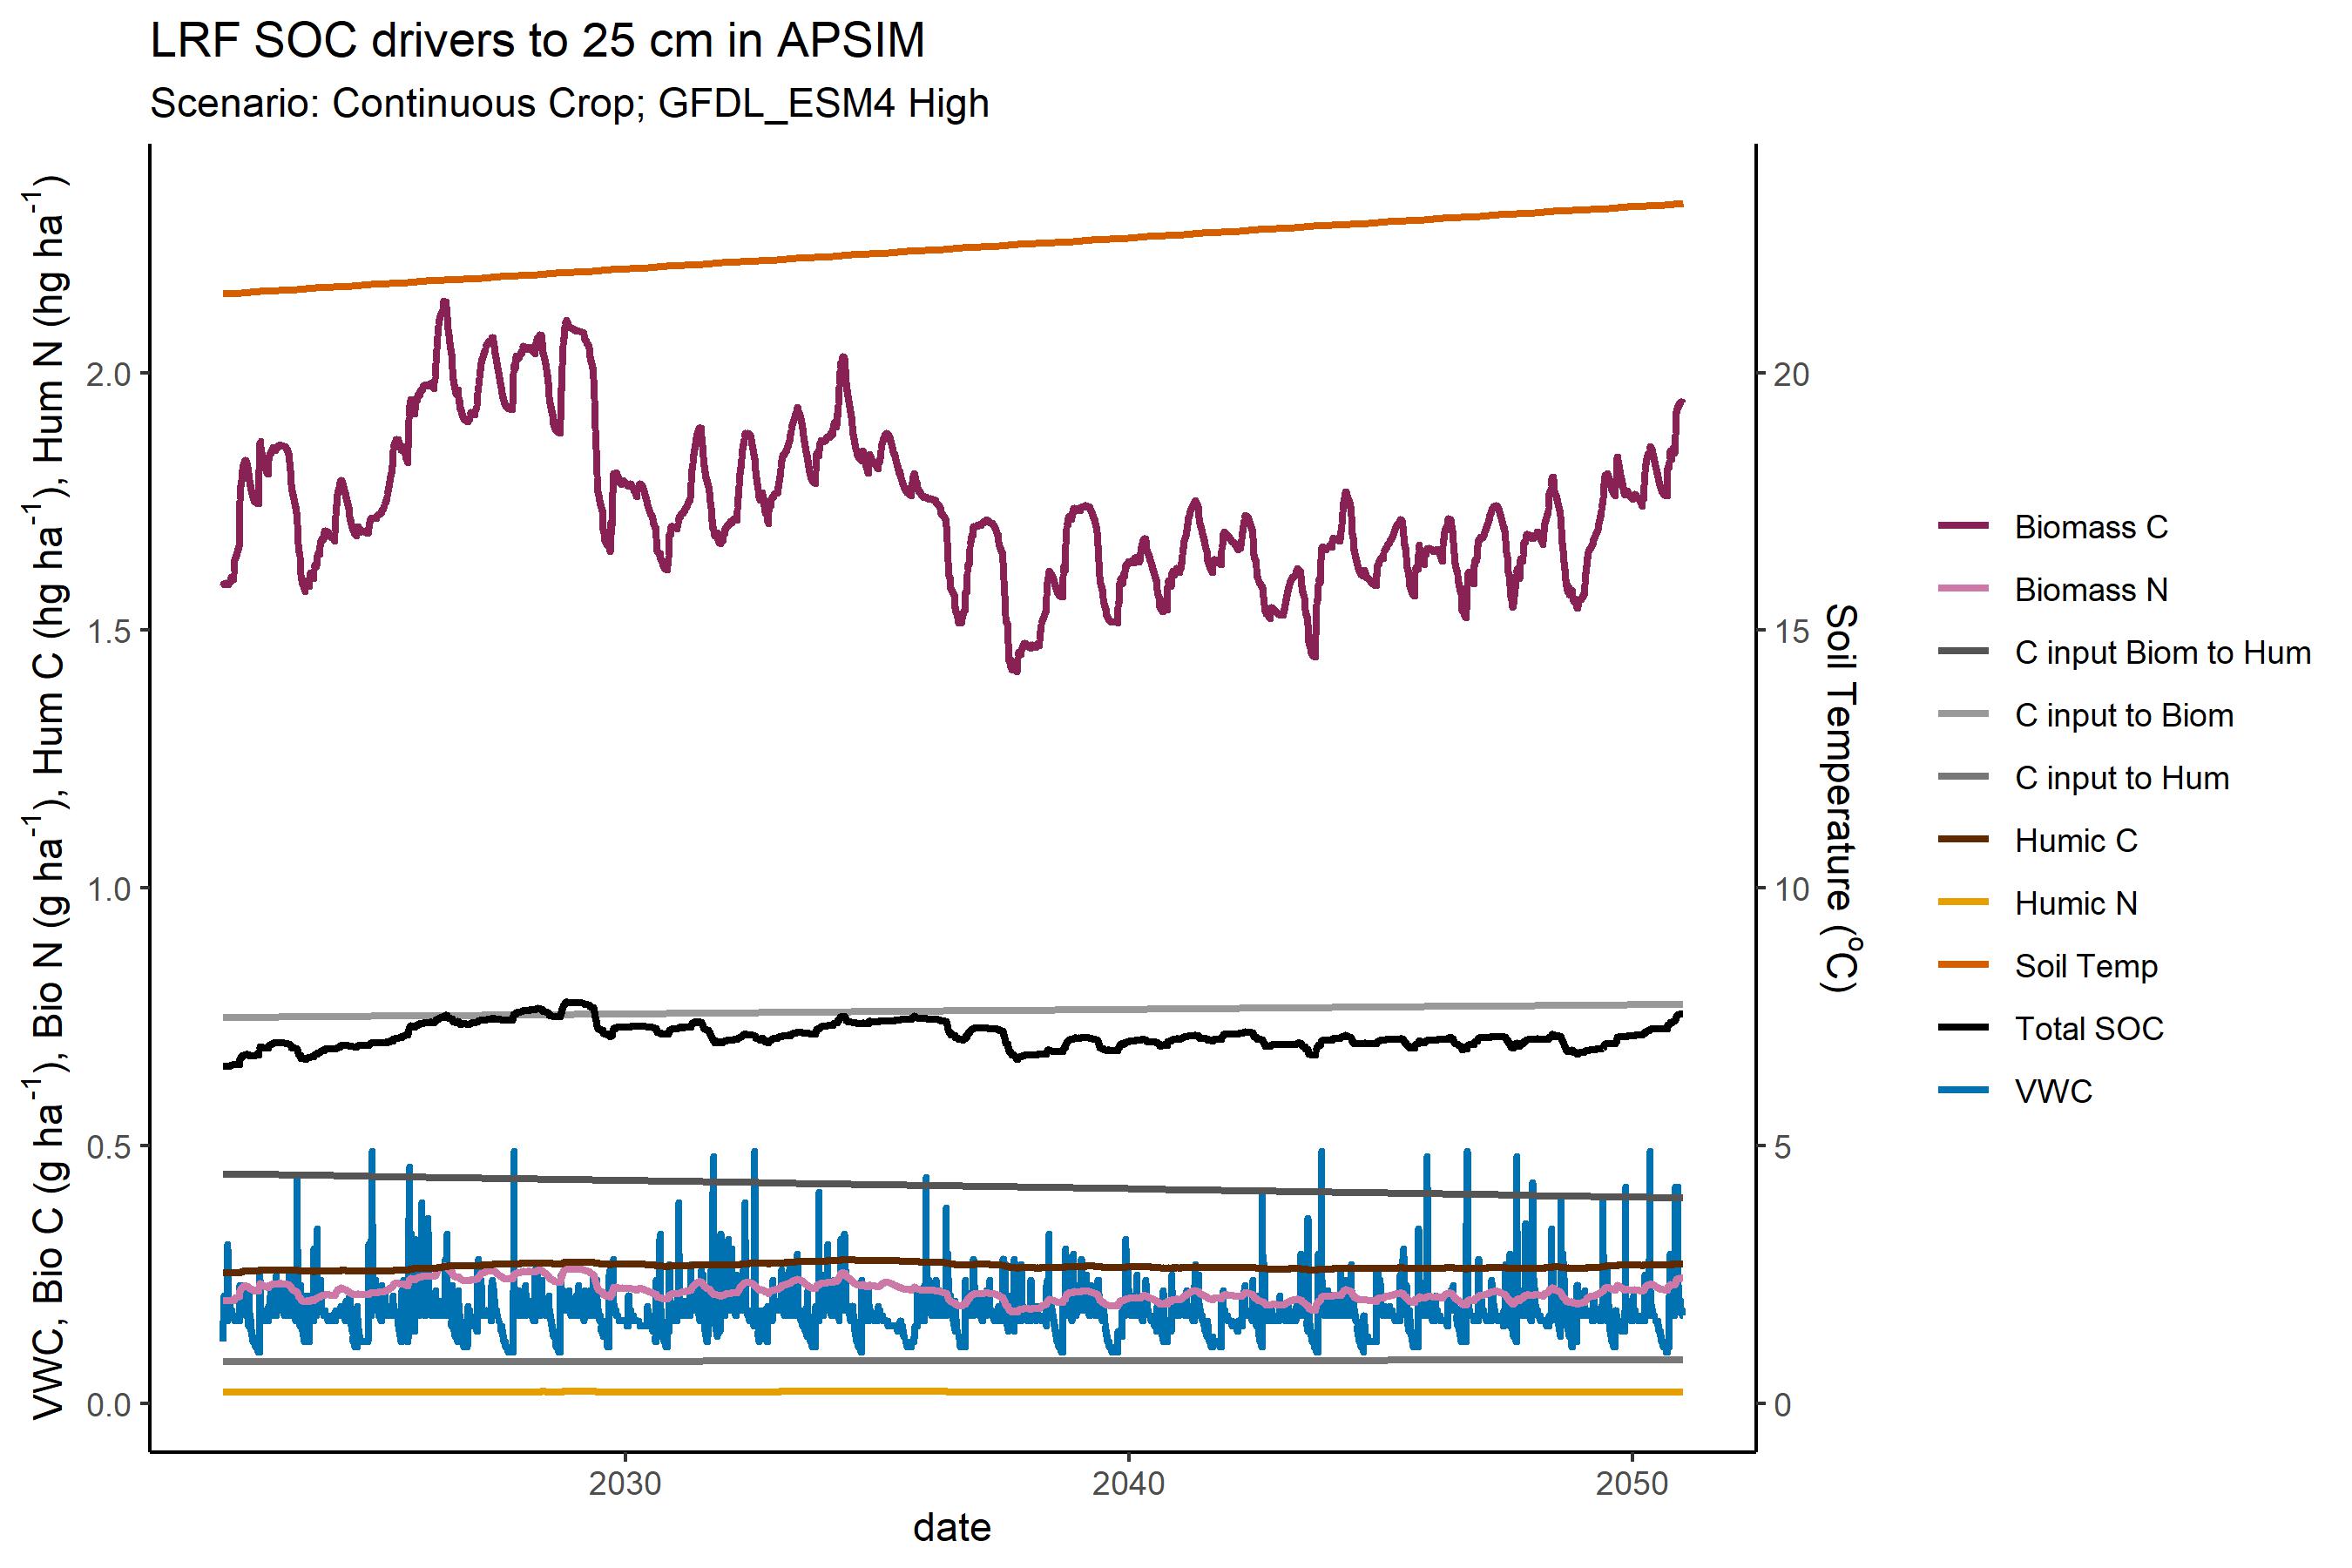 LRF SOC drivers to 25 cm in APSIM
Scenario: Continuous Crop; GFDL_ESM4 High
VWC, Bio C (g ha⁻¹), Bio N (g ha⁻¹), Hum C (hg ha⁻¹), Hum N (hg ha⁻¹)
2.0
1.5
1.0
0.5
0.0
20
15
10
5
0
Soil Temperature (ºC)
2030
2040
2050
date
Biomass C
Biomass N
C input Biom to Hum
C input to Biom
C input to Hum
Humic C
Humic N
Soil Temp
Total SOC
VWC